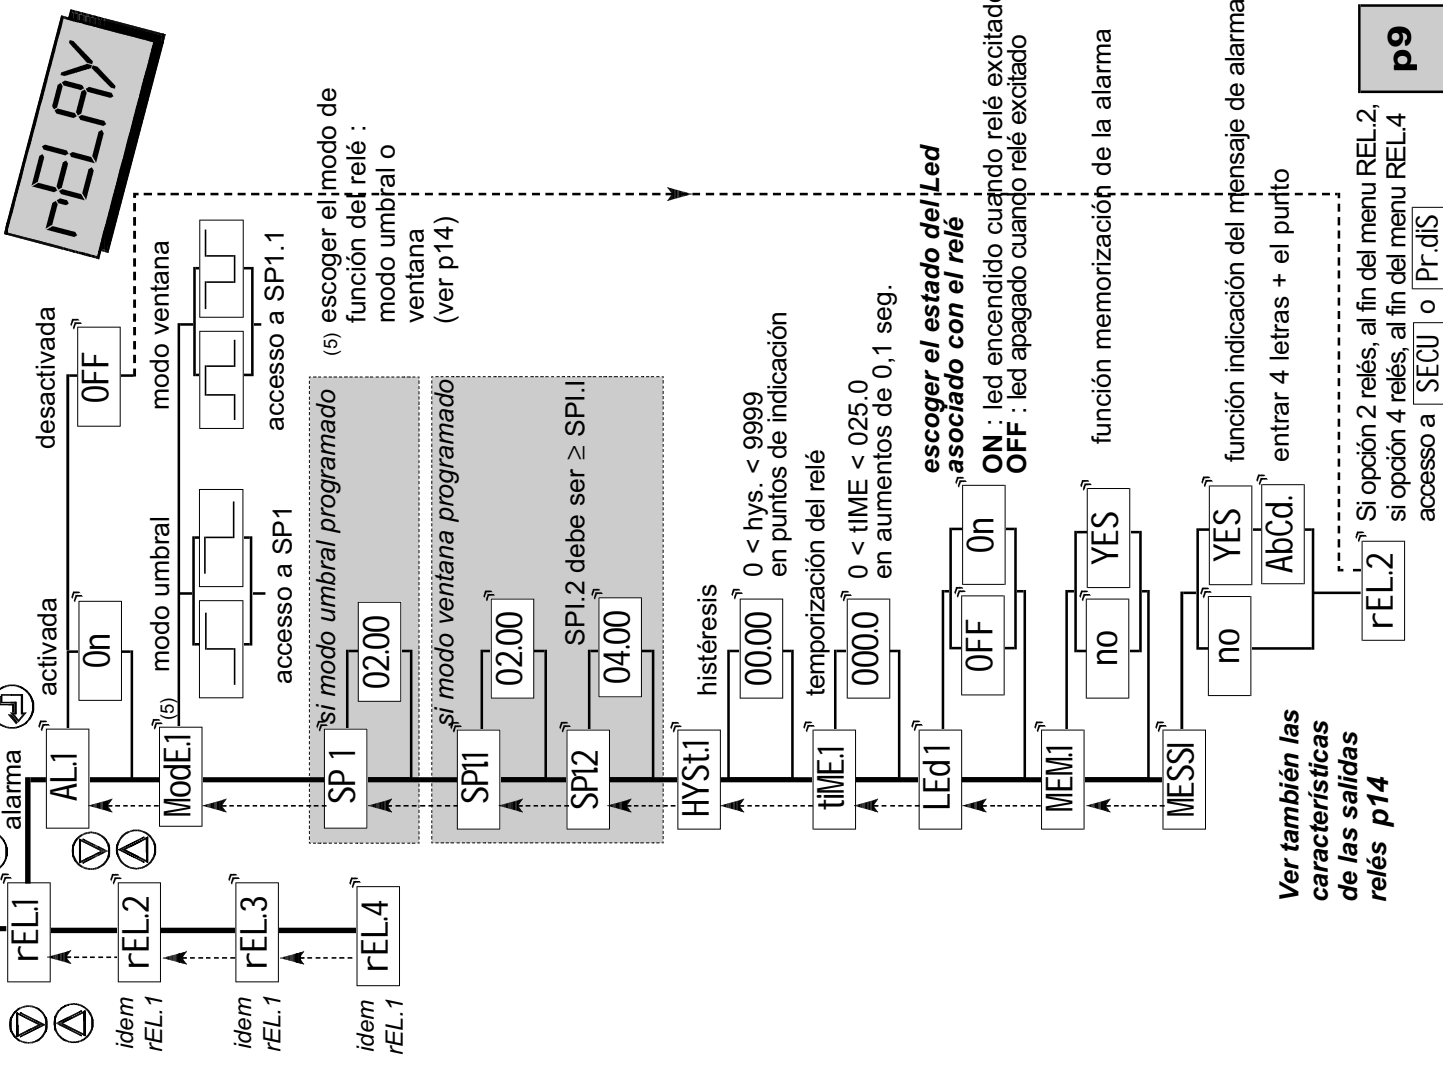 rELAY
rEL.1
alarma
rEL.2
idem
rEL.1
rEL.3
idem
rEL.1
rEL.4
idem
rEL.1
AL.1
activada
On
desactivada
OFF
ModE.1
(5)
modo umbral
accesso a SP1
modo ventana
accesso a SP1.1
(5) escoger el modo de
función del relé :
modo umbral o
ventana
(ver p14)
si modo umbral programado
SP 1
02.00
si modo ventana programado
SP1.1
02.00
SP1.2
SPI.2 debe ser ≥ SPI.I
04.00
HYSt.1
histéresis
00.00
0 < hys. < 9999
en puntos de indicación
tiME.1
temporización del relé
000.0
0 < tIME < 025.0
en aumentos de 0,1 seg.
LEd 1
OFF
On
escoger el estado del Led
asociado con el relé
ON : led encendido cuando relé excitado
OFF : led apagado cuano relé excitado
MEM.1
no
YES
función memorización de la alarma
MESSI
no
YES
AbCd.
función indicación del mensaje de alarma
entrar 4 letras + el punto
rEL.2
Si opción 2 relés, al fin del menu REL.2,
si opción 4 relés, al fin del menu REL.4
accesso a SECU o Pr.diS
Ver también las
características
de las salidas
relés p14
p9